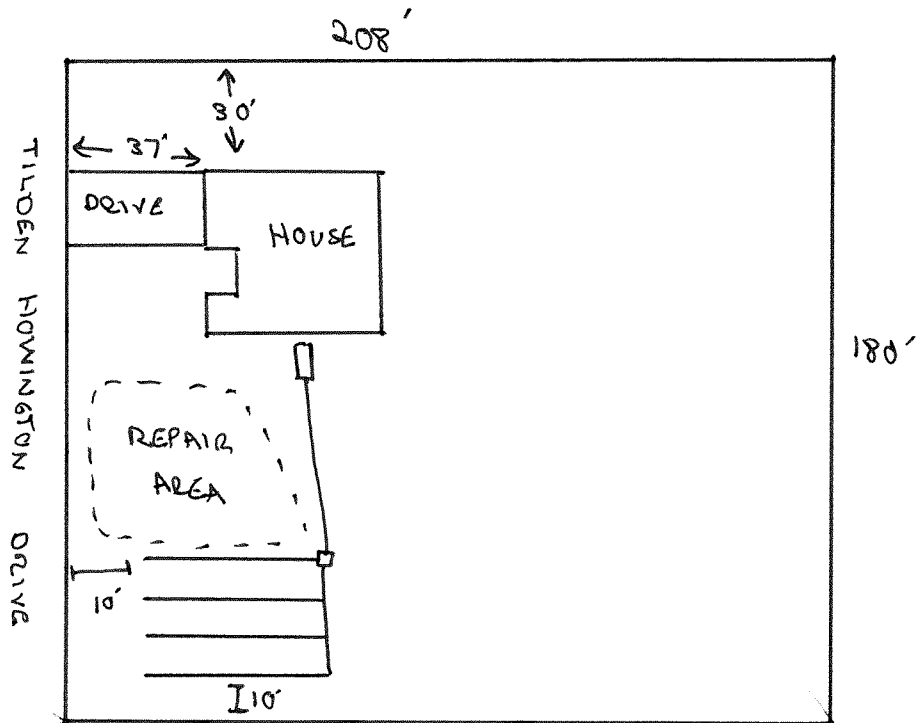 208'
30'
37'
DRIVE
HOUSE
TILDEN HOWINGTON DRIVE
180'
REPAIR
AREA
10'
10'